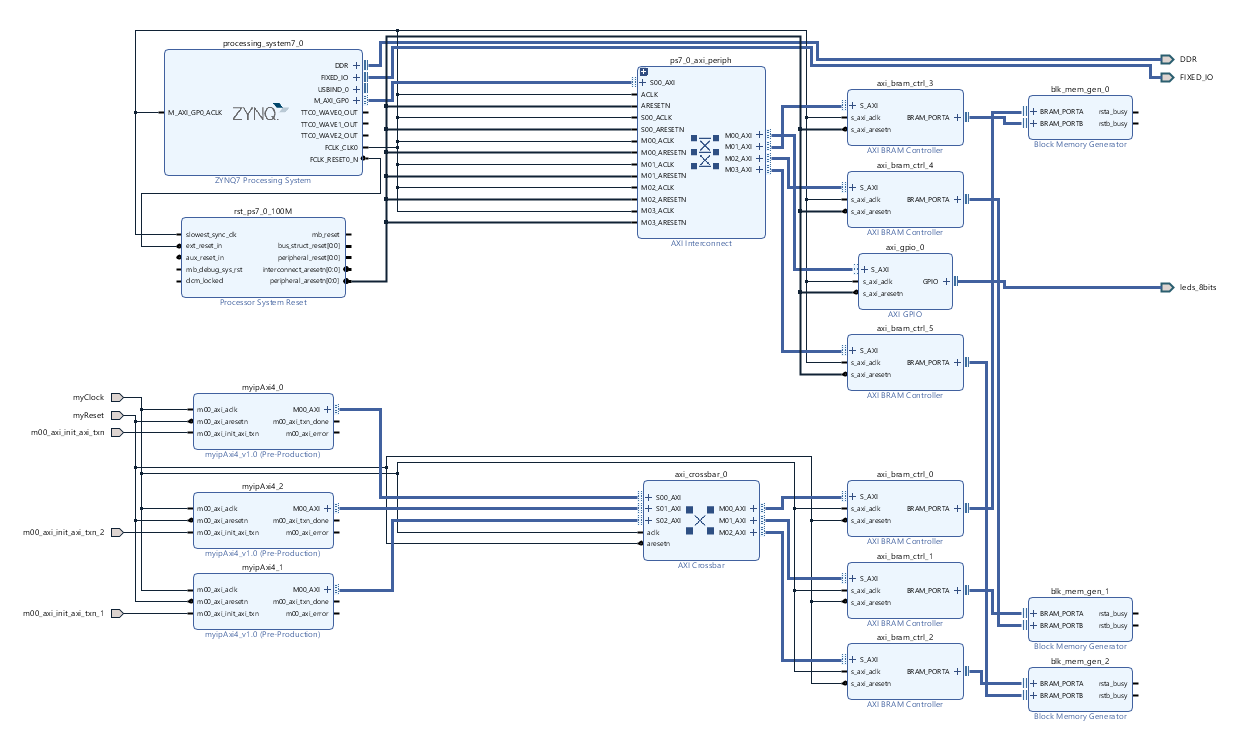 processing_system7_0
DDR
FIXED_IO
USBIND_0
M_AXI_GP0
M_AXI_GP0_ACLK
ZYNQ
TTC0_WAVE0_OUT
TTC0_WAVE1_OUT
TTC0_WAVE2_OUT
FCLK_CLK0
FCLK_RESET0_N
ZYNQ7 Processing System
rst_ps7_0_100M
slowest_sync_clk
mb_reset
ext_reset_in
bus_struct_reset[0:0]
aux_reset_in
peripheral_reset[0:0]
mb_debug_sys_rst
interconnect_aresetn[0:0]
dcm_locked
peripheral_aresetn[0:0]
Processor System Reset
ps7_0_axi_periph
S00_AXI
ACLK
ARESETN
S00_ACLK
S00_ARESETN
M00_ACLK
M00_ARESETN
M01_ACLK
M01_ARESETN
M02_ACLK
M02_ARESETN
M03_ACLK
M03_ARESETN
M00_AXI
M01_AXI
M02_AXI
M03_AXI
AXI Interconnect
axi_bram_ctrl_3
S_AXI
s_axi_aclk
BRAM_PORTA
s_axi_aresetn
AXI BRAM Controller
axi_bram_ctrl_4
S_AXI
s_axi_aclk
BRAM_PORTA
s_axi_aresetn
AXI BRAM Controller
axi_gpio_0
S_AXI
s_axi_aclk
GPIO
s_axi_aresetn
AXI GPIO
axi_bram_ctrl_5
S_AXI
s_axi_aclk
BRAM_PORTA
s_axi_aresetn
AXI BRAM Controller
DDR
FIXED_IO
blk_mem_gen_0
BRAM_PORTA
rsta_busy
BRAM_PORTB
rstb_busy
Block Memory Generator
leds_8bits
myClock
myReset
m00_axi_init_axi_txn
myipAxi4_0
m00_axi_aclk
M00_AXI
m00_axi_aresetn
m00_axi_txn_done
m00_axi_init_axi_txn
m00_axi_error
myipAxi4_v1.0 (Pre-Production)
m00_axi_init_axi_txn_2
myipAxi4_2
m00_axi_aclk
M00_AXI
m00_axi_aresetn
m00_axi_txn_done
m00_axi_init_axi_txn
m00_axi_error
myipAxi4_v1.0 (Pre-Production)
m00_axi_init_axi_txn_1
myipAxi4_1
m00_axi_aclk
M00_AXI
m00_axi_aresetn
m00_axi_txn_done
m00_axi_init_axi_txn
m00_axi_error
myipAxi4_v1.0 (Pre-Production)
axi_crossbar_0
S00_AXI
S01_AXI
S02_AXI
aclk
aresetn
M00_AXI
M01_AXI
M02_AXI
AXI Crossbar
axi_bram_ctrl_0
S_AXI
s_axi_aclk
BRAM_PORTA
s_axi_aresetn
AXI BRAM Controller
axi_bram_ctrl_1
S_AXI
s_axi_aclk
BRAM_PORTA
s_axi_aresetn
AXI BRAM Controller
axi_bram_ctrl_2
S_AXI
s_axi_aclk
BRAM_PORTA
s_axi_aresetn
AXI BRAM Controller
blk_mem_gen_1
BRAM_PORTA
rsta_busy
BRAM_PORTB
rstb_busy
Block Memory Generator
blk_mem_gen_2
BRAM_PORTA
rsta_busy
BRAM_PORTB
rstb_busy
Block Memory Generator